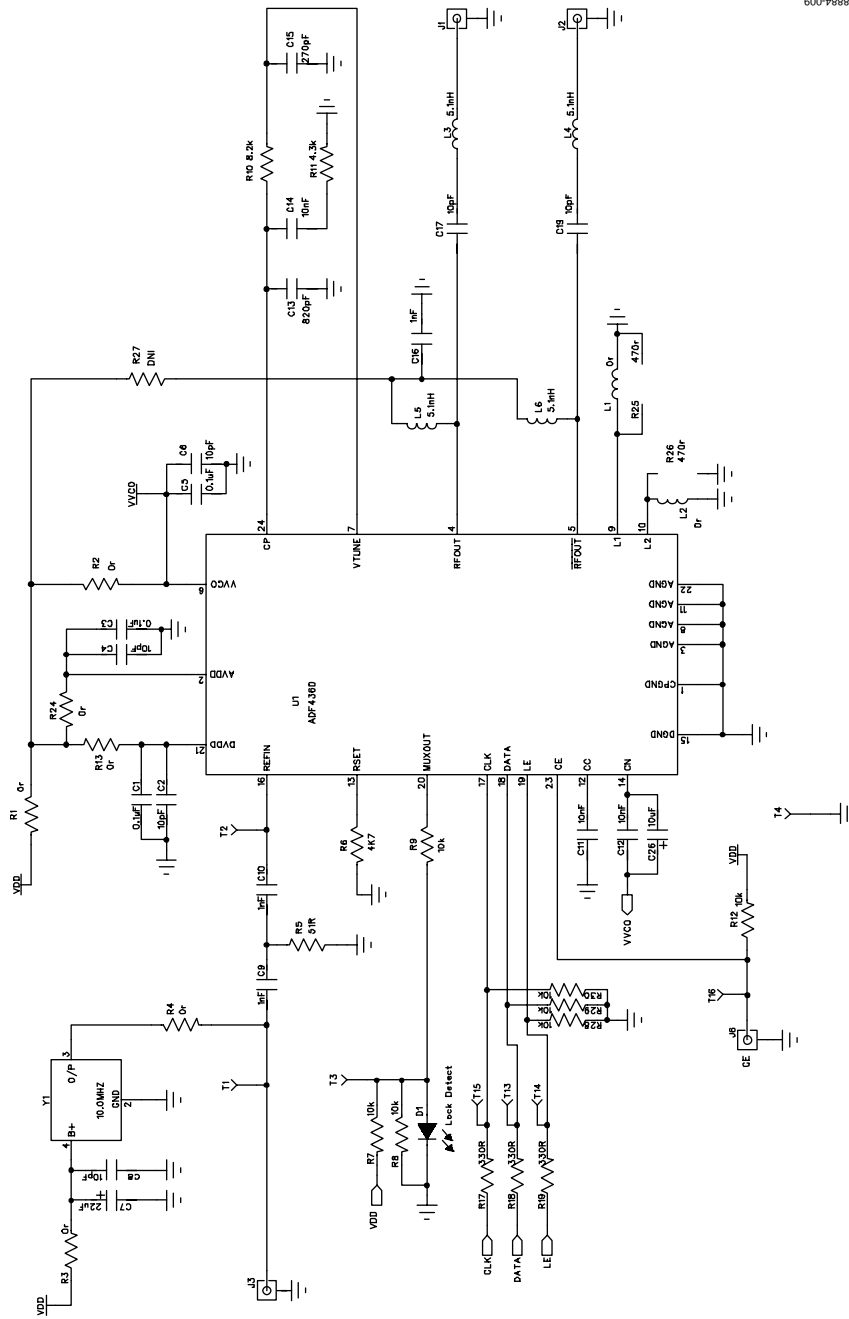 08884-009
J1
J2
C15
270pF
R10 8.2k
R11 4.3k
C14
10nF
C13
820pF
L3
5.1nH
L4
5.1nH
10pF
C17
10pF
C19
R27
DNI
1nF
C16
L5
5.1nH
L6
5.1nH
0r
L1
470r
R25
R26
470r
L2
0r
VVCO
C6
10pF
C5
0.1uF
R2
0r
24
CP
7
VTUNE
4
RFOUT
5
RFOUT
9
L1
10
L2
6
VVCO
C3
0.1uF
C4
10pF
R24
0r
2
AVDD
U1
ADF4360
AGND
22
AGND
11
AGND
8
AGND
3
CPGND
1
DGND
15
R13
0r
21
DVDD
R1
0r
VDD
C1
0.1uF
C2
10pF
16
REFIN
13
RSET
20
MUXOUT
17
CLK
18
DATA
19
LE
23
CE
12
CC
14
CN
T2
C10
1nF
R6
4K7
R9
10k
10nF
C11
10nF
C12
10uF
C26
VVCO
T4
VDD
R12 10k
R5
51R
C9
1nF
R4
0r
T16
J6
CE
10k
R30
10k
R29
10k
R28
Y1
3
O/P
10.0MHZ
GND
2
B+
4
T1
T3
10k
R7
10k
R8
D1
Lock Detect
VDD
T15
T13
T14
330R
R17
330R
R18
330R
R19
CLK
DATA
LE
C8
10pF
C7
22uF
R3
0r
VDD
J3